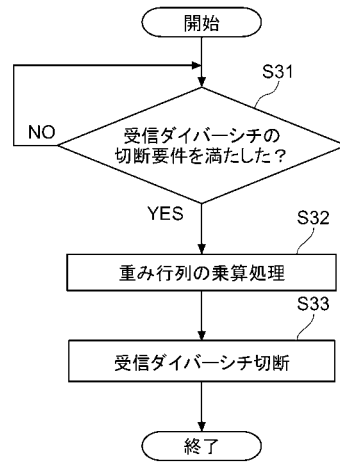 開始
S31
受信ダイバーシチの
切断要件を満たした？
NO
YES
S32
重み行列の乗算処理
S33
受信ダイバーシチ切断
終了